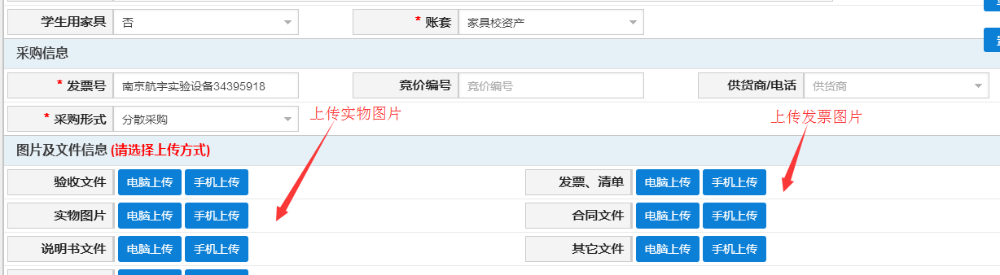 学生用家具 否 * 账套 家具校资产
采购信息
* 发票号 南京航宇实验设备34395918 竞价编号 竞价编号 供货商/电话 供货商
* 采购形式 分散采购 上传实物图片 上传发票图片
图片及文件信息 (请选择上传方式)
验收文件 电脑上传 手机上传 发票、清单 电脑上传 手机上传
实物图片 电脑上传 手机上传 合同文件 电脑上传 手机上传
说明书文件 电脑上传 手机上传 其它文件 电脑上传 手机上传